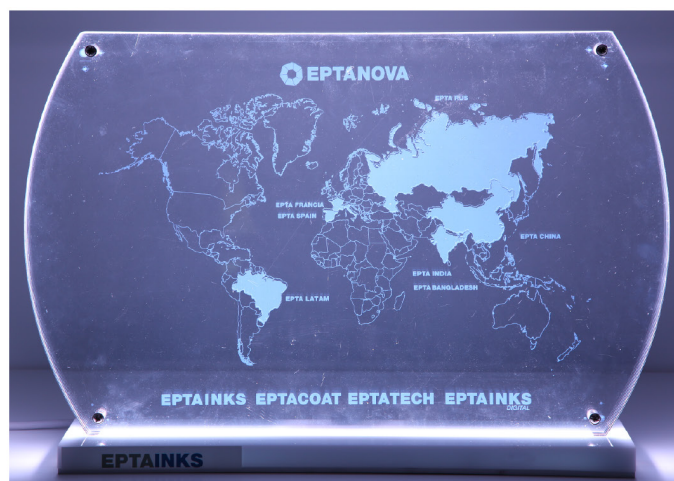 EPTANOVA
EPTA RUS
EPTA FRANCIA
EPTA SPAIN
EPTA CHINA
EPTA INDIA
EPTA BANGLADESH
EPTA LATAM
EPTAINKS EPTACOAT EPTATECH EPTAINKS
DIGITAL
EPTAINKS